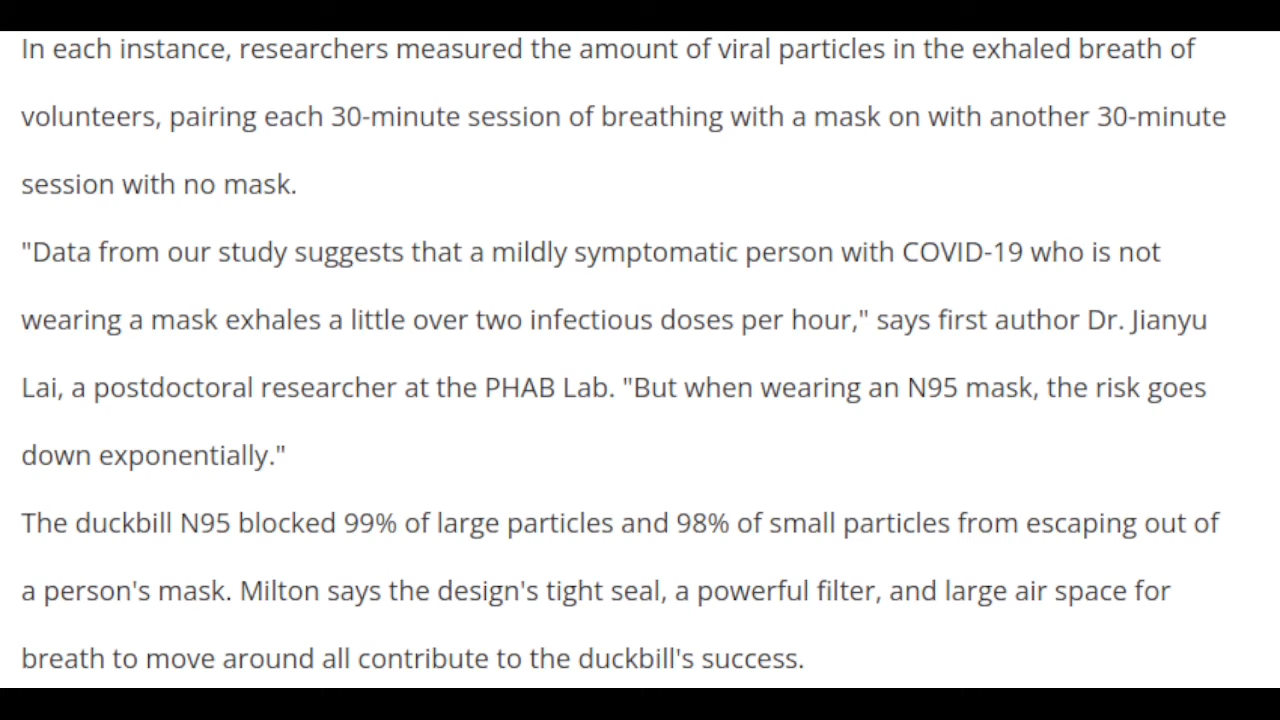 In each instance, researchers measured the amount of viral particles in the exhaled breath of
volunteers, pairing each 30-minute session of breathing with a mask on with another 30-minute
session with no mask.
"Data from our study suggests that a mildly symptomatic person with COVID-19 who is not
wearing a mask exhales a little over two infectious doses per hour," says first author Dr. Jianyu
Lai, a postdoctoral researcher at the PHAB Lab. "But when wearing an N95 mask, the risk goes
down exponentially."
The duckbill N95 blocked 99% of large particles and 98% of small particles from escaping out of
a person's mask. Milton says the design's tight seal, a powerful filter, and large air space for
breath to move around all contribute to the duckbill's success.